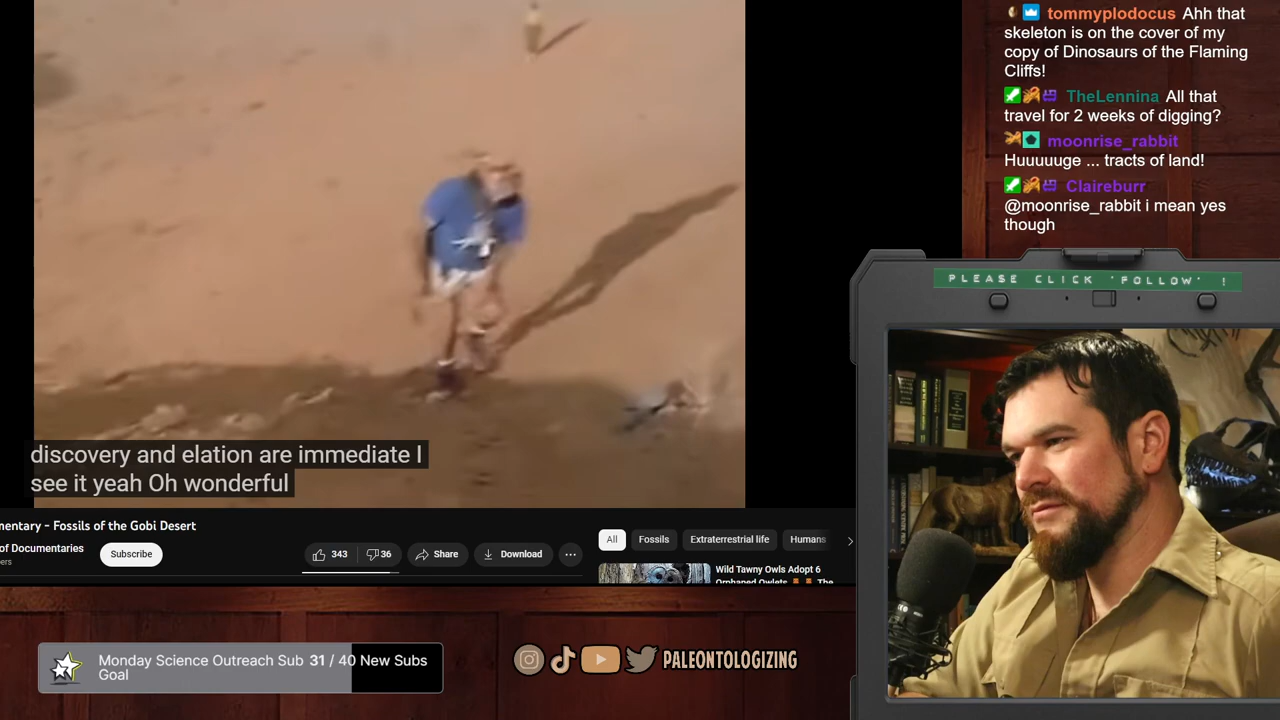 tommyplodocus Ahh that
skeleton is on the cover of my
copy of Dinosaurs of the Flaming
Cliffs!
TheLennina All that
travel for 2 weeks of digging?
moonrise_rabbit
Huuuuuge ... tracts of land!
Claireburr
@moonrise_rabbit i mean yes
though
PLEASE CLICK 'FOLLOW' !
discovery and elation are immediate I
see it yeah Oh wonderful
mentary - Fossils of the Gobi Desert
of Documentaries
ers
Subscribe
343
36
Share
Download
All
Fossils
Extraterrestrial life
Humans
Wild Tawny Owls Adopt 6
Orphaned Owlets The
Monday Science Outreach Sub
Goal
31 / 40 New Subs
PALEONTOLOGIZING